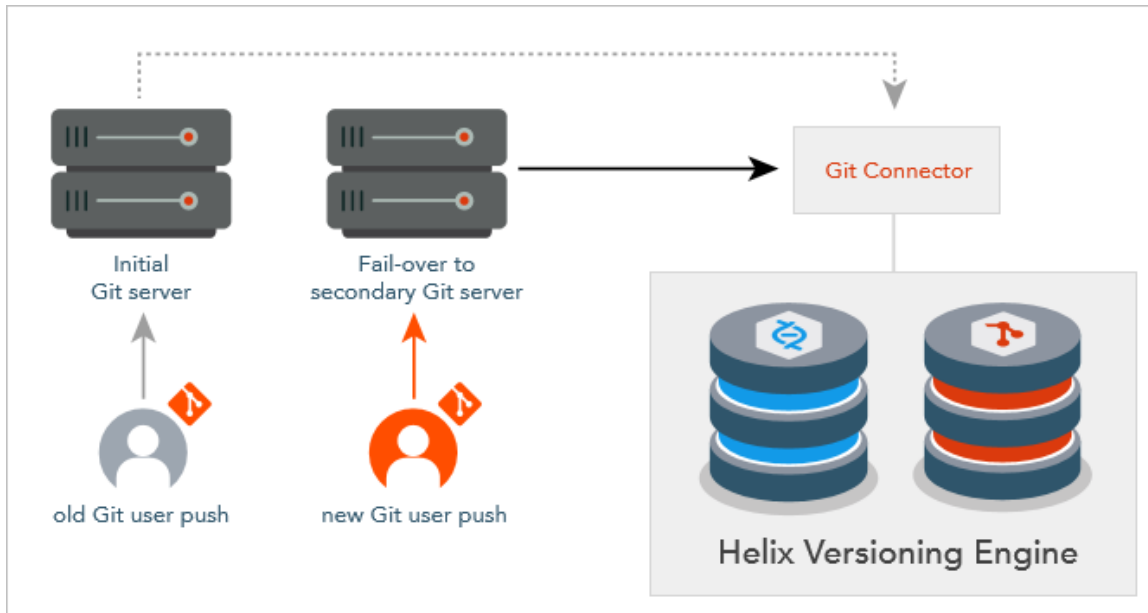 Git Connector
Initial
Git server
Fail-over to
secondary Git server
old Git user push
new Git user push
Helix Versioning Engine